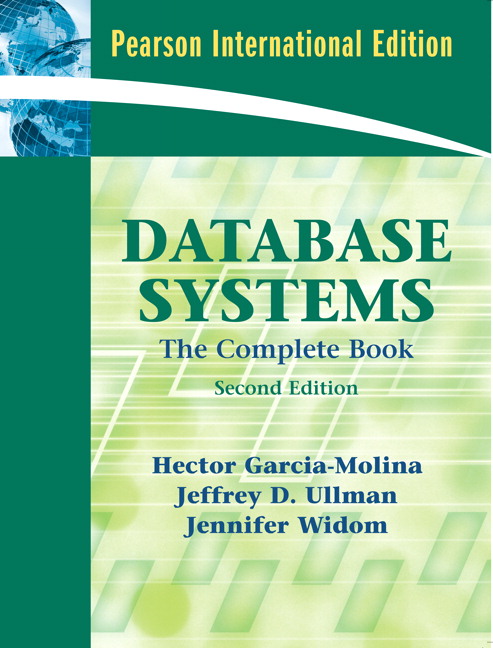 Pearson International Edition
DATABASE
SYSTEMS
The Complete Book
Second Edition
Hector Garcia-Molina
Jeffrey D. Ullman
Jennifer Widom